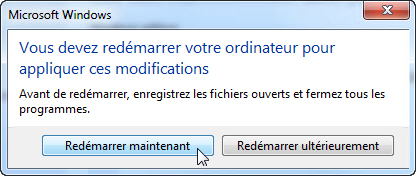 Microsoft Windows
Vous devez redémarrer votre ordinateur pour
appliquer ces modifications
Avant de redémarrer, enregistrez les fichiers ouverts et fermez tous les
programmes.
Redémarrer maintenant
Redémarrer ultérieurement